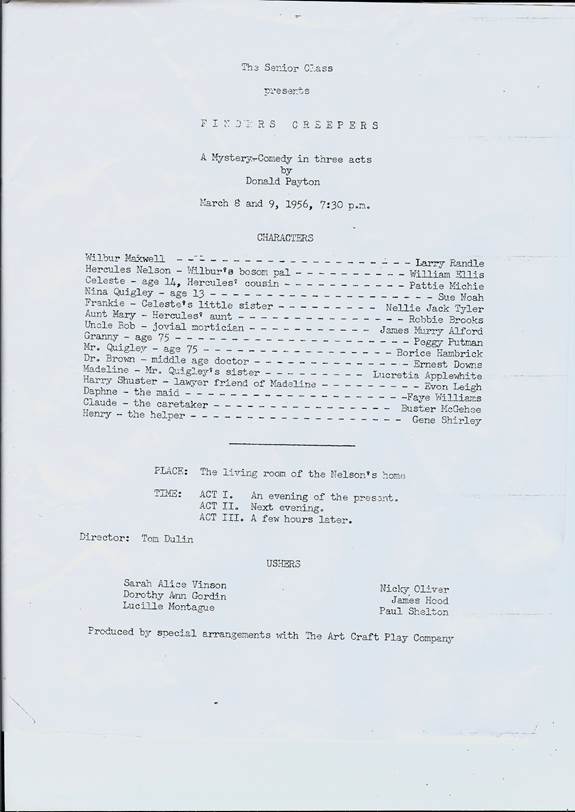 The Senior Class
presents
FINDERS CREEPERS
A Mystery-Comedy in three acts
by
Donald Payton
March 8 and 9, 1956, 7:30 p.m.
CHARACTERS
Wilbur Maxwell - - - - - - - - - - - - - - - - - - - - - Larry Randle
Hercules Nelson - Wilbur's bosom pal - - - - - - - - - - William Ellis
Celeste - age 14, Hercules' cousin - - - - - - - - - - - Pattie Michie
Nina Quigley - age 13 - - - - - - - - - - - - - - - - - - - - Sue Noah
Frankie - Celeste's little sister - - - - - - - - - Nellie Jack Tyler
Aunt Mary - Hercules' aunt - - - - - - - - - - - - - - - Robbie Brooks
Uncle Bob - jovial mortician - - - - - - - - - - - - James Murry Alford
Granny - age 75 - - - - - - - - - - - - - - - - - - - - - Peggy Putman
Mr. Quigley - age 75 - - - - - - - - - - - - - - - - - Borice Hambrick
Dr. Brown - middle age doctor - - - - - - - - - - - - - - Ernest Downs
Madeline - Mr. Quigley's sister - - - - - - - - - Lucretia Applewhite
Harry Shuster - lawyer friend of Madeline - - - - - - - - - Evon Leigh
Daphne - the maid - - - - - - - - - - - - - - - - - - - -Faye Williams
Claude - the caretaker - - - - - - - - - - - - - - - - Buster McGehee
Henry - the helper - - - - - - - - - - - - - - - - - - - Gene Shirley
PLACE: The living room of the Nelson's home
TIME: ACT I. An evening of the present.
ACT II. Next evening.
ACT III. A few hours later.
Director: Tom Dulin
USHERS
Sarah Alice Vinson Nicky Oliver
Dorothy Ann Gordin James Hood
Lucille Montague Paul Shelton
Produced by special arrangements with The Art Craft Play Company